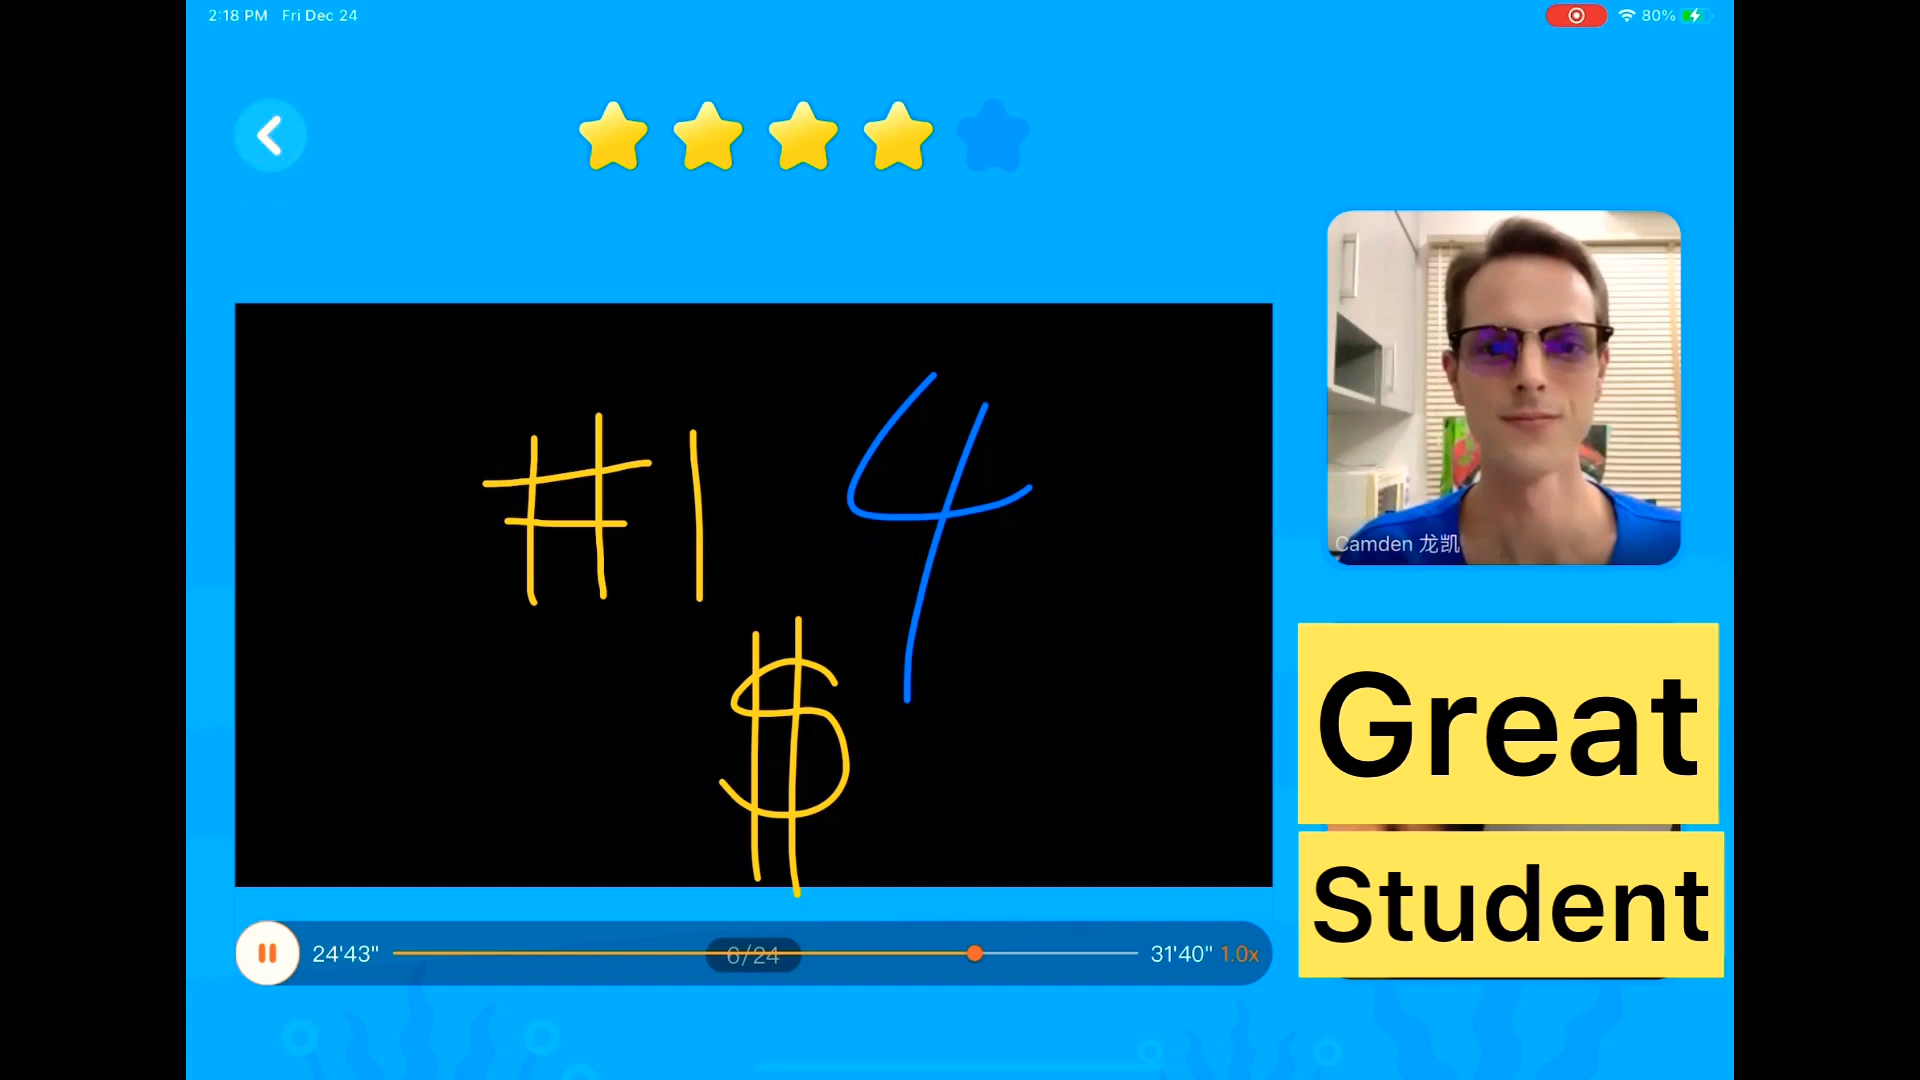 2:18 PM Fri Dec 24
80%
#1 4
$
Camden 龙凯
Great
Student
24'43" 6/24 31'40" 1.0x